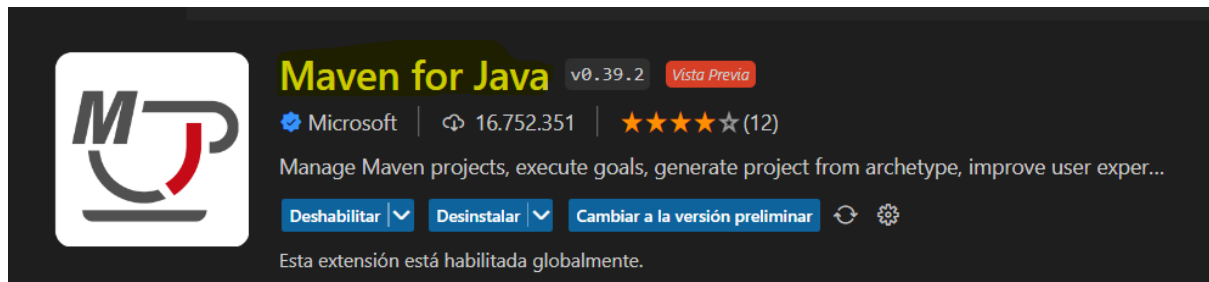 M
Maven for Java v0.39.2 Vista Previa
Microsoft 16.752.351 (12)
Manage Maven projects, execute goals, generate project from archetype, improve user exper...
Deshabilitar Desinstalar Cambiar a la versión preliminar
Esta extensión está habilitada globalmente.